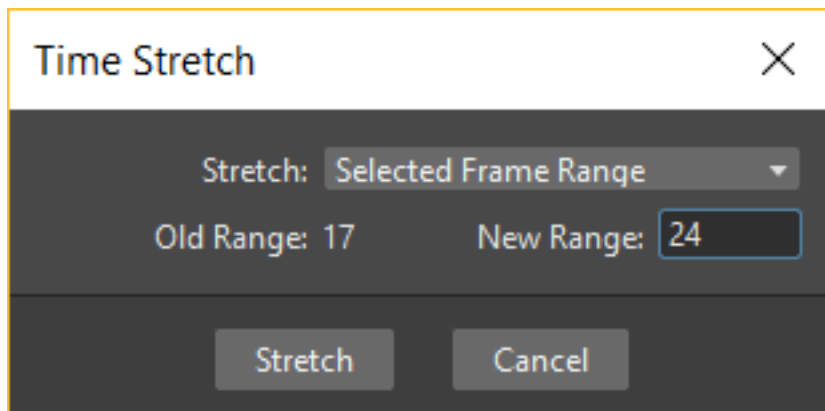 Time Stretch
Stretch: Selected Frame Range
Old Range: 17 New Range: 24
Stretch Cancel